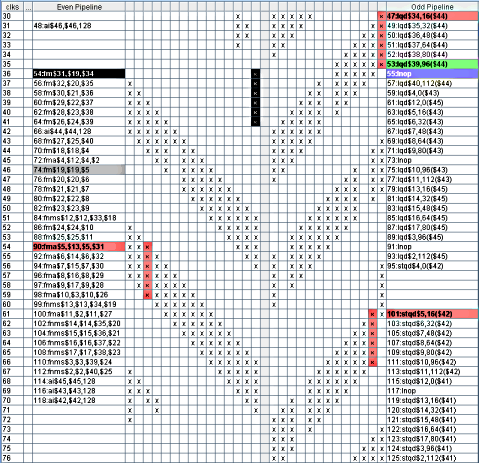 clks ... Even Pipeline Odd Pipeline
30 47:lqd$34,16($44)
31 48:ai$46,$46,128 49:lqd$35,32($44)
32 50:lqd$36,48($44)
33 51:lqd$37,64($44)
34 52:lqd$38,80($44)
35 53:lqd$39,96($44)
36 54:fm$31,$19,$34 55:lnop
37 56:fm$32,$20,$35 57:lqd$40,112($44)
38 58:fm$30,$21,$36 59:lqd$4,0($43)
39 60:fm$29,$22,$37 61:lqd$12,0($45)
40 62:fm$28,$23,$38 63:lqd$5,16($43)
41 64:fm$26,$24,$39 65:lqd$6,32($43)
42 66:ai$44,$44,128 67:lqd$7,48($43)
43 68:fm$27,$25,$40 69:lqd$8,64($43)
44 70:fm$18,$18,$4 71:lqd$9,80($43)
45 72:fma$4,$12,$4,$2 73:lnop
46 74:fm$19,$19,$5 75:lqd$10,96($43)
47 76:fm$20,$20,$6 77:lqd$11,112($43)
48 78:fm$21,$21,$7 79:lqd$13,16($45)
49 80:fm$22,$22,$8 81:lqd$14,32($45)
50 82:fm$23,$23,$9 83:lqd$15,48($45)
51 84:fnms$12,$12,$33,$18 85:lqd$16,64($45)
52 86:fm$24,$24,$10 87:lqd$17,80($45)
53 88:fm$25,$25,$11 89:lqd$3,96($45)
54 90:fma$5,$13,$5,$31 91:lnop
55 92:fma$6,$14,$6,$32 93:lqd$2,112($45)
56 94:fma$7,$15,$7,$30 95:stqd$4,0($42)
57 96:fma$8,$16,$8,$29
58 97:fma$9,$17,$9,$28
59 98:fma$10,$3,$10,$26
60 99:fnms$13,$13,$34,$19
61 100:fma$11,$2,$11,$27 101:stqd$5,16($42)
62 102:fnms$14,$14,$35,$20 103:stqd$6,32($42)
63 104:fnms$15,$15,$36,$21 105:stqd$7,48($42)
64 106:fnms$16,$16,$37,$22 107:stqd$8,64($42)
65 108:fnms$17,$17,$38,$23 109:stqd$9,80($42)
66 110:fnms$3,$3,$39,$24 111:stqd$10,96($42)
67 112:fnms$2,$2,$40,$25 113:stqd$11,112($42)
68 114:ai$45,$45,128 115:stqd$12,0($41)
69 116:ai$43,$43,128 117:lnop
70 118:ai$42,$42,128 119:stqd$13,16($41)
71 120:stqd$14,32($41)
72 121:stqd$15,48($41)
73 122:stqd$16,64($41)
74 123:stqd$17,80($41)
75 124:stqd$3,96($41)
76 125:stqd$2,112($41)